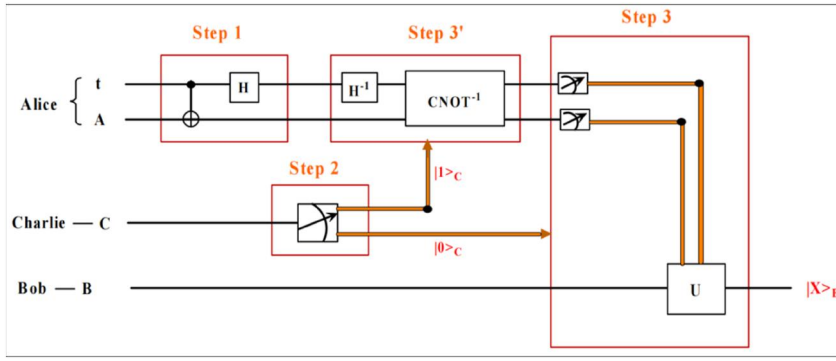 Step 1
Step 3'
Step 3
Alice
t
A
H
H-1
CNOT-1
|1>C
Step 2
Charlie — C
|0>C
Bob — B
U
|X>B